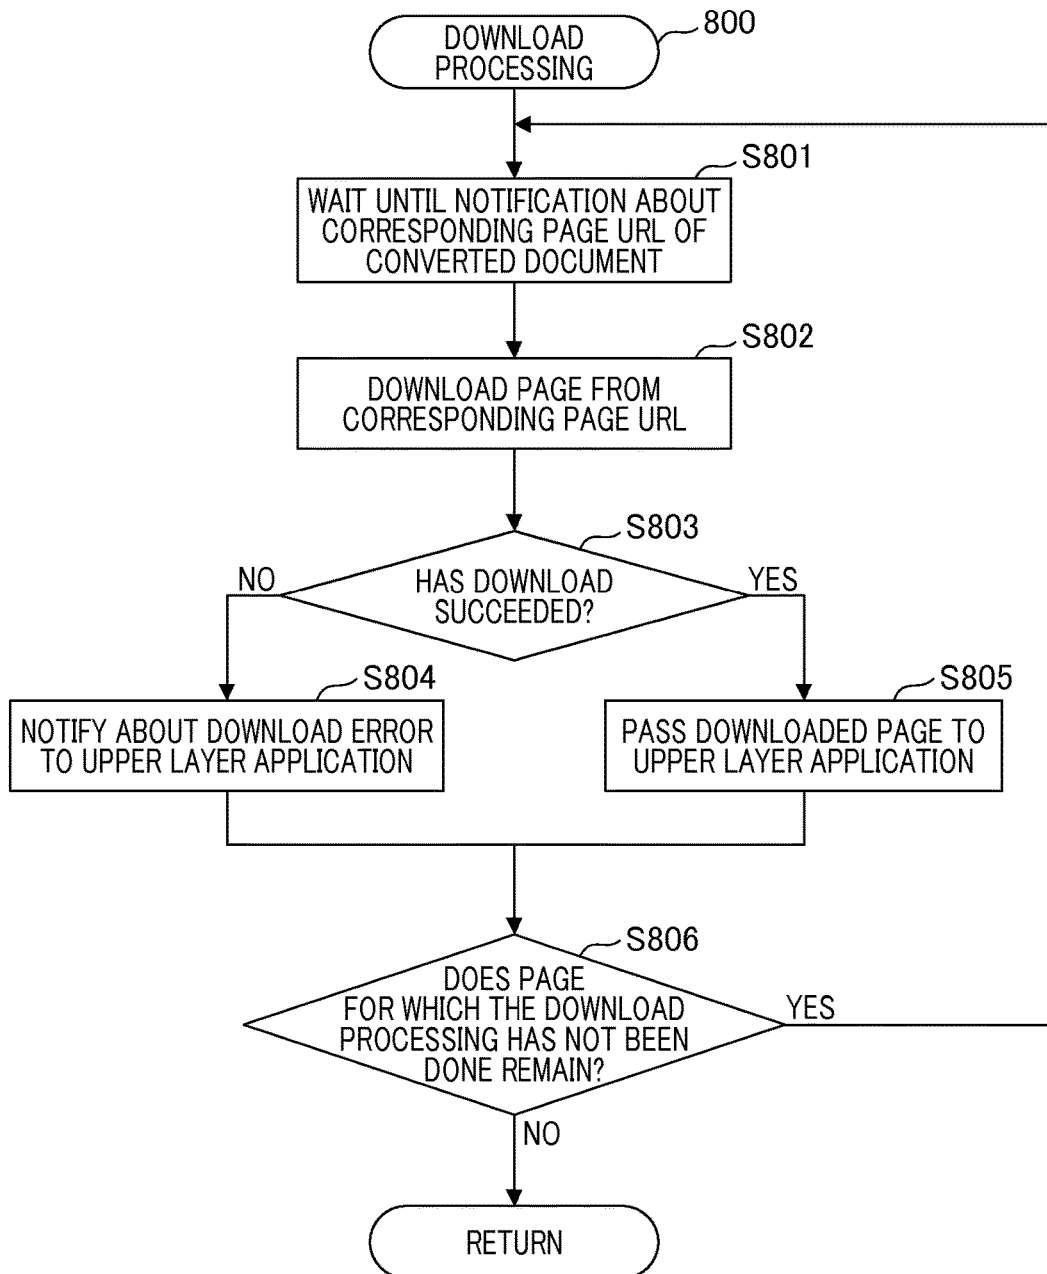 DOWNLOAD
PROCESSING
800
S801
WAIT UNTIL NOTIFICATION ABOUT
CORRESPONDING PAGE URL OF
CONVERTED DOCUMENT
S802
DOWNLOAD PAGE FROM
CORRESPONDING PAGE URL
S803
NO
HAS DOWNLOAD
SUCCEEDED?
YES
S804
NOTIFY ABOUT DOWNLOAD ERROR
TO UPPER LAYER APPLICATION
S805
PASS DOWNLOADED PAGE TO
UPPER LAYER APPLICATION
S806
DOES PAGE
FOR WHICH THE DOWNLOAD
PROCESSING HAS NOT BEEN
DONE REMAIN?
YES
NO
RETURN